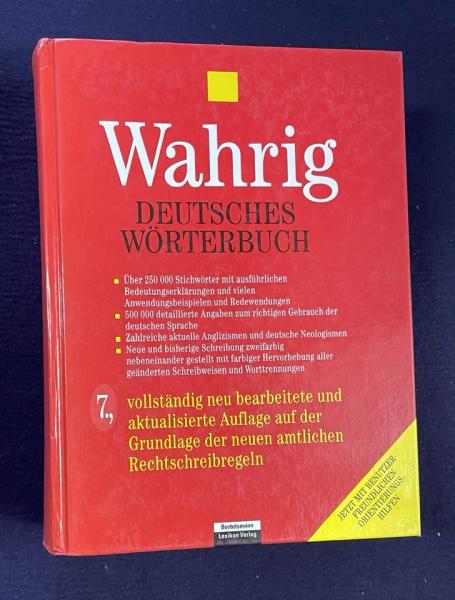 Wahrig
DEUTSCHES
WÖRTERBUCH
Über 250 000 Stichwörter mit ausführlichen
Bedeutungserklärungen und vielen
Anwendungsbeispielen und Redewendungen
500 000 detaillierte Angaben zum richtigen Gebrauch der
deutschen Sprache
Zahlreiche aktuelle Anglizismen und deutsche Neologismen
Neue und bisherige Schreibung zweifarbig
nebeneinander gestellt mit farbiger Hervorhebung aller
geänderten Schreibweisen und Worttrennungen
7., vollständig neu bearbeitete und
aktualisierte Auflage auf der
Grundlage der neuen amtlichen
Rechtschreibregeln
JETZT MIT BENUTZER-
FREUNDLICHEN
ORIENTIERUNGS-
HILFEN
Bertelsmann
Lexikon Verlag